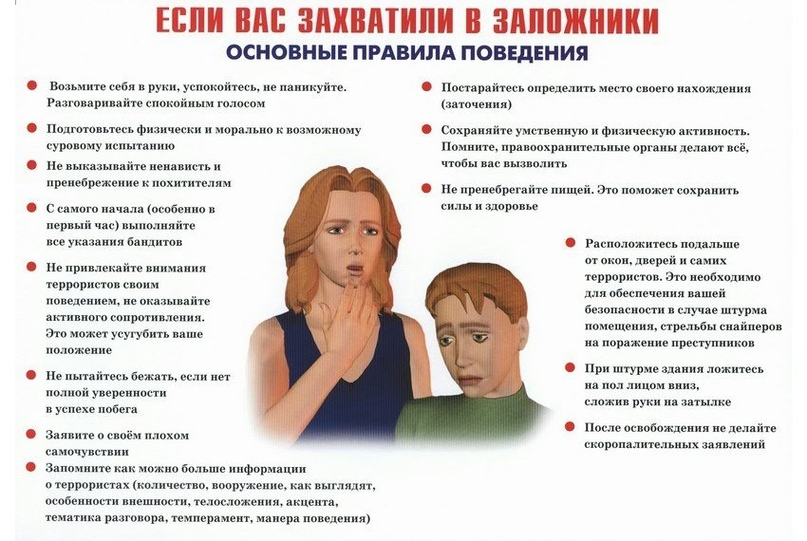 ЕСЛИ ВАС ЗАХВАТИЛИ В ЗАЛОЖНИКИ
ОСНОВНЫЕ ПРАВИЛА ПОВЕДЕНИЯ
Возьмите себя в руки, успокойтесь, не паникуйте.
Разговаривайте спокойным голосом
Подготовьтесь физически и морально к возможному
суровому испытанию
Не выказывайте ненависть и
пренебрежение к похитителям
С самого начала (особенно в
первый час) выполняйте
все указания бандитов
Не привлекайте внимания
террористов своим
поведением, не оказывайте
активного сопротивления.
Это может усугубить ваше
положение
Не пытайтесь бежать, если нет
полной уверенности
в успехе побега
Заявите о своём плохом
самочувствии
Запомните как можно больше информации
о террористах (количество, вооружение, как выглядят,
особенности внешности, телосложения, акцента,
тематика разговора, темперамент, манера поведения)
Постарайтесь определить место своего нахождения
(заточения)
Сохраняйте умственную и физическую активность.
Помните, правоохранительные органы делают всё,
чтобы вас вызволить
Не пренебрегайте пищей. Это поможет сохранить
силы и здоровье
Расположитесь подальше
от окон, дверей и самих
террористов. Это необходимо
для обеспечения вашей
безопасности в случае штурма
помещения, стрельбы снайперов
на поражение преступников
При штурме здания ложитесь
на пол лицом вниз,
сложив руки на затылке
После освобождения не делайте
скоропалительных заявлений